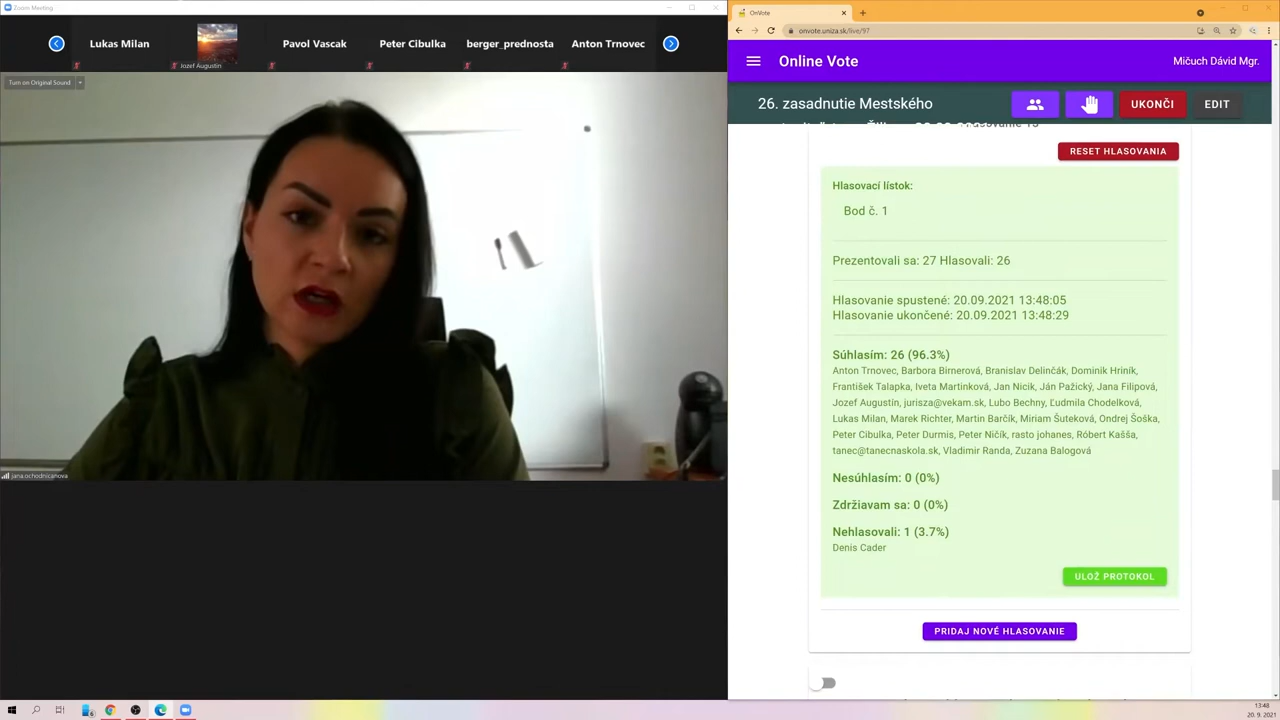 Zoom Meeting
Lukas Milan
Pavol Vascak
Peter Cibulka
berger_prednosta
Anton Trnovec
Jozef Augustin
Turn on Original Sound
jana.ochodnicanova
OnVote
onvote.uniza.sk/live/97
Online Vote
Mičuch Dávid Mgr.
26. zasadnutie Mestského
UKONČI
EDIT
RESET HLASOVANIA
Hlasovací lístok:
Bod č. 1
Prezentovali sa: 27 Hlasovali: 26
Hlasovanie spustené: 20.09.2021 13:48:05
Hlasovanie ukončené: 20.09.2021 13:48:29
Súhlasím: 26 (96.3%)
Anton Trnovec, Barbora Birnerová, Branislav Delinčák, Dominik Hriník,
František Talapka, Iveta Martinková, Jan Nicik, Ján Pažický, Jana Filipová,
Jozef Augustín, jurisza@vekam.sk, Lubo Bechny, Ľudmila Chodelková,
Lukas Milan, Marek Richter, Martin Barčík, Miriam Šuteková, Ondrej Šoška,
Peter Cibulka, Peter Durmis, Peter Ničík, rasto johanes, Róbert Kašša,
tanec@tanecnaskola.sk, Vladimir Randa, Zuzana Balogová
Nesúhlasím: 0 (0%)
Zdržiavam sa: 0 (0%)
Nehlasovali: 1 (3.7%)
Denis Cader
ULOŽ PROTOKOL
PRIDAJ NOVÉ HLASOVANIE
13:48
20. 9. 2021